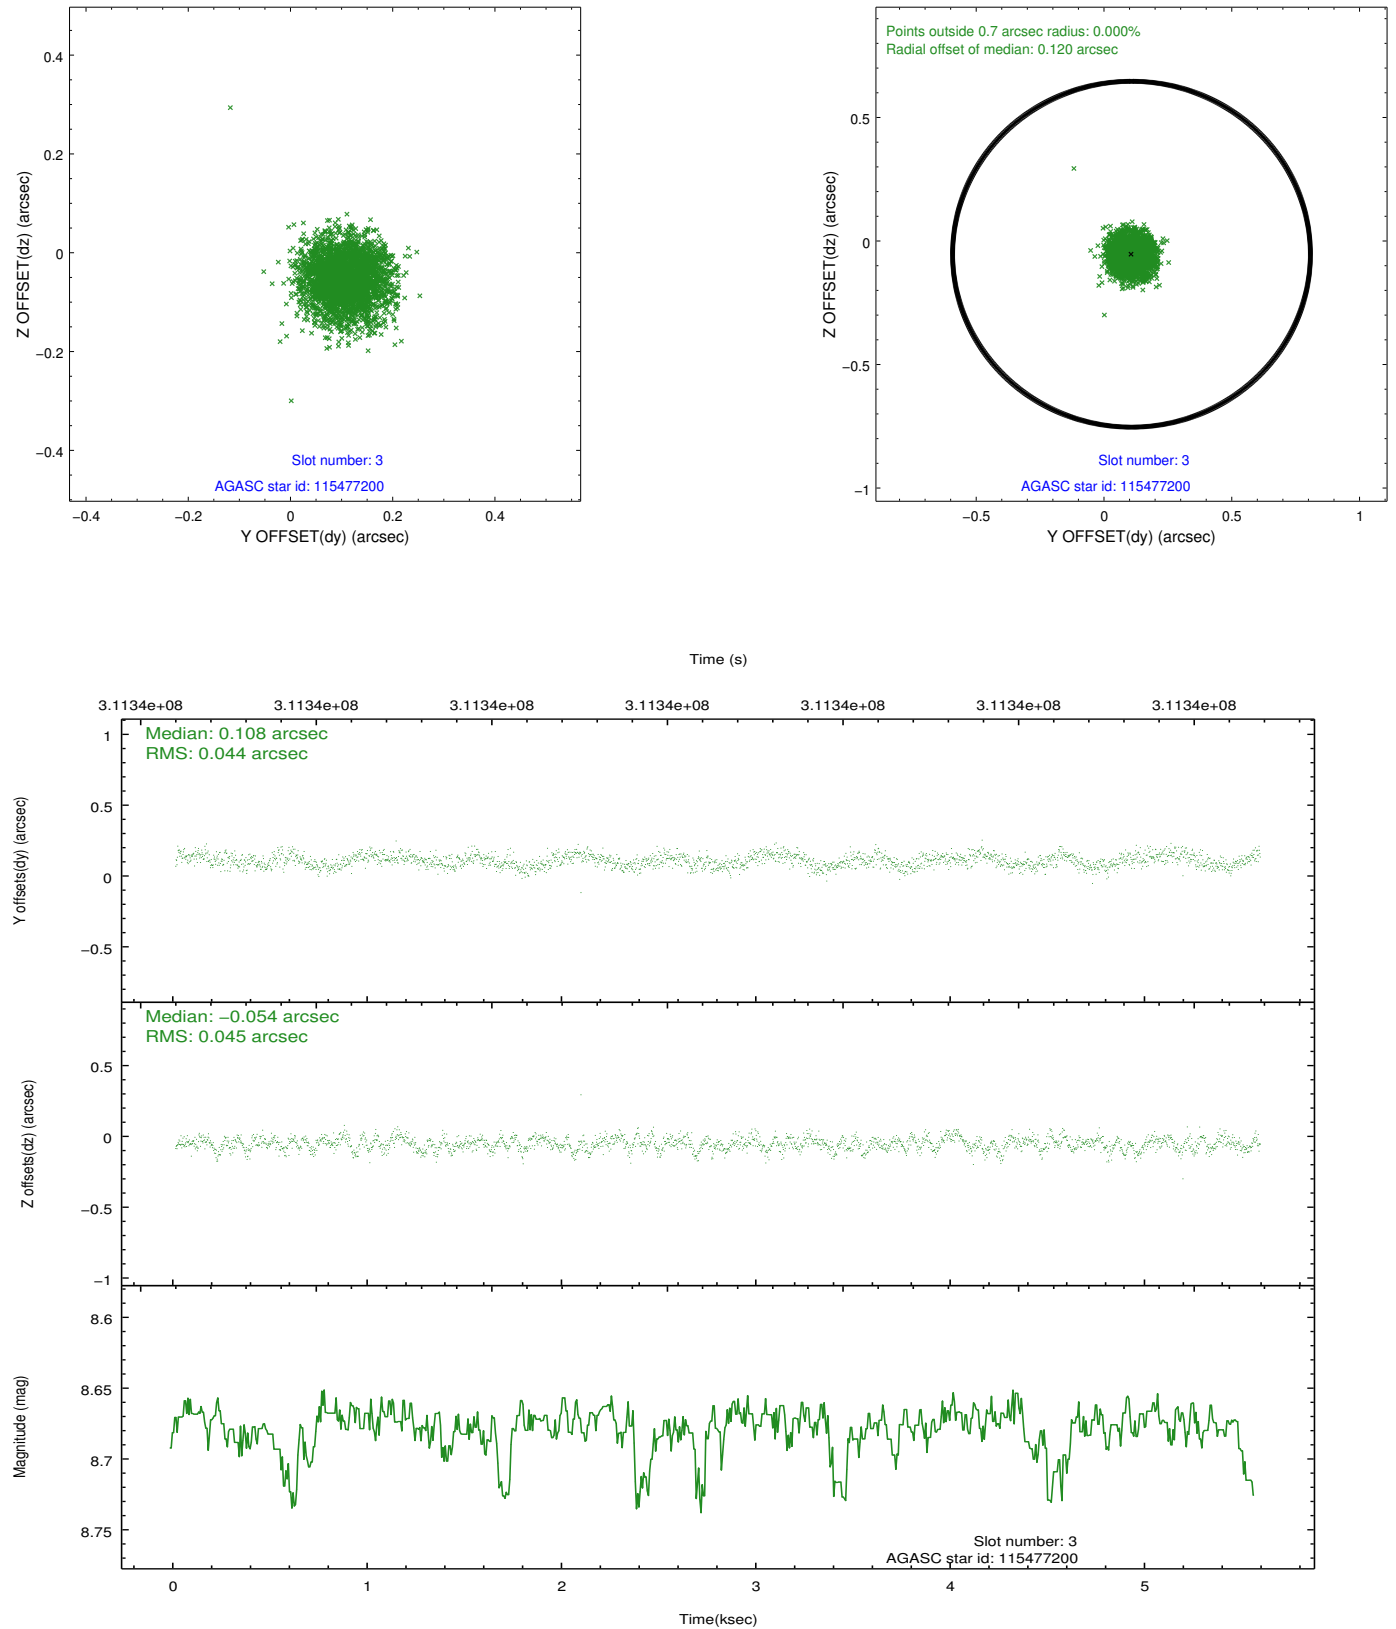 0.4
0.2
0
−0.2
−0.4
Z OFFSET(dz) (arcsec)
Slot number: 3
AGASC star id: 115477200
−0.4 −0.2 0 0.2 0.4
Y OFFSET(dy) (arcsec)
Points outside 0.7 arcsec radius: 0.000%
Radial offset of median: 0.120 arcsec
0.5
0
−0.5
−1
Z OFFSET(dz) (arcsec)
Slot number: 3
AGASC star id: 115477200
−0.5 0 0.5 1
Y OFFSET(dy) (arcsec)
Time (s)
3.1134e+08 3.1134e+08 3.1134e+08 3.1134e+08 3.1134e+08 3.1134e+08 3.1134e+08
Median: 0.108 arcsec
RMS: 0.044 arcsec
1
0.5
0
−0.5
Y offsets(dy) (arcsec)
Median: −0.054 arcsec
RMS: 0.045 arcsec
0.5
0
−0.5
−1
Z offsets(dz) (arcsec)
8.6
8.65
8.7
8.75
Magnitude (mag)
Slot number: 3
AGASC star id: 115477200
0 1 2 3 4 5
Time(ksec)